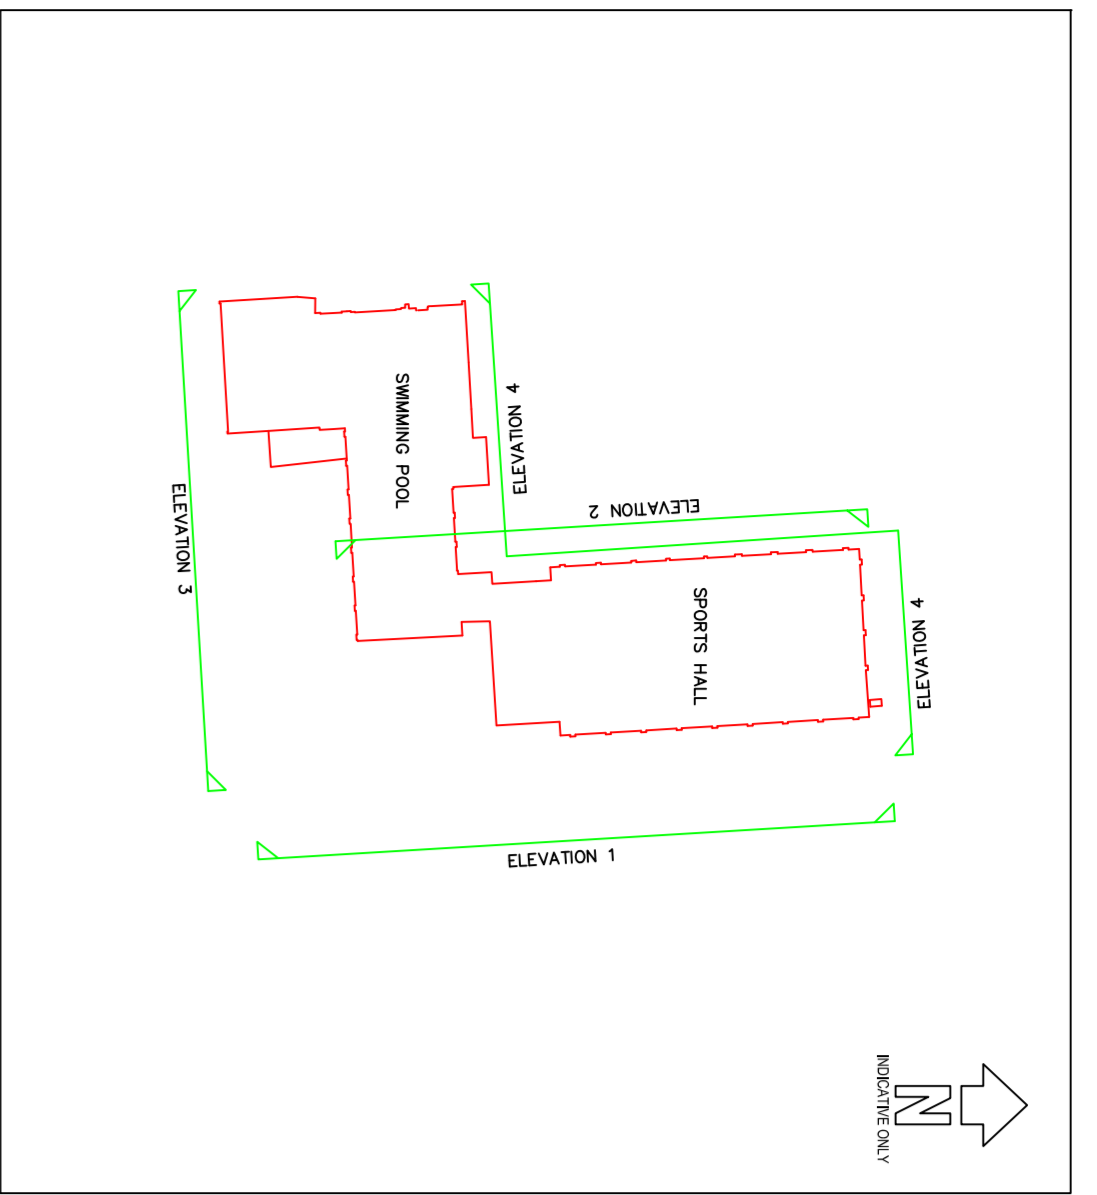 ELEVATION 4
SWIMMING POOL
ELEVATION 3
ELEVATION 2
SPORTS HALL
ELEVATION 4
ELEVATION 1
N
INDICATIVE ONLY